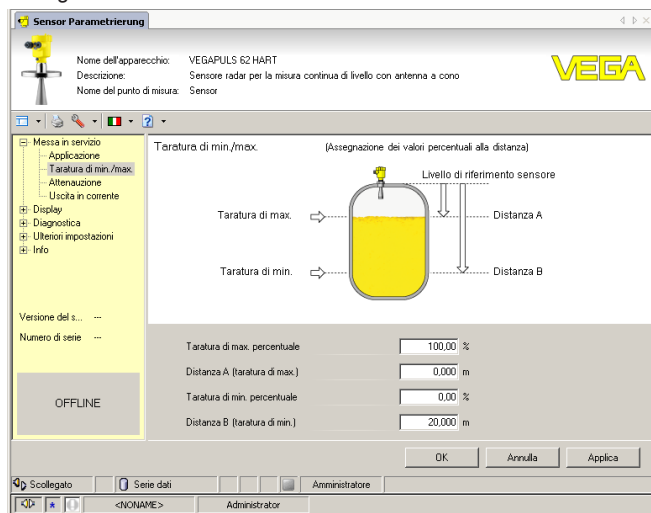 Sensor Parametrierung
Nome dell'apparecchio: VEGAPULS 62 HART
Descrizione: Sensore radar per la misura continua di livello con antenna a cono
Nome del punto di misura: Sensor
VEGA
Messa in servizio
Applicazione
Taratura di min./max.
Attenuazione
Uscita in corrente
Display
Diagnostica
Ulteriori impostazioni
Info
Versione del s... ---
Numero di serie ---
OFFLINE
Taratura di min./max. (Assegnazione dei valori percentuali alla distanza)
Livello di riferimento sensore
Taratura di max. Distanza A
Taratura di min. Distanza B
Taratura di max. percentuale 100,00 %
Distanza A (taratura di max.) 0,000 m
Taratura di min. percentuale 0,00 %
Distanza B (taratura di min.) 20,000 m
OK Annulla Applica
Scollegato Serie dati Amministratore
<NONAME> Administrator